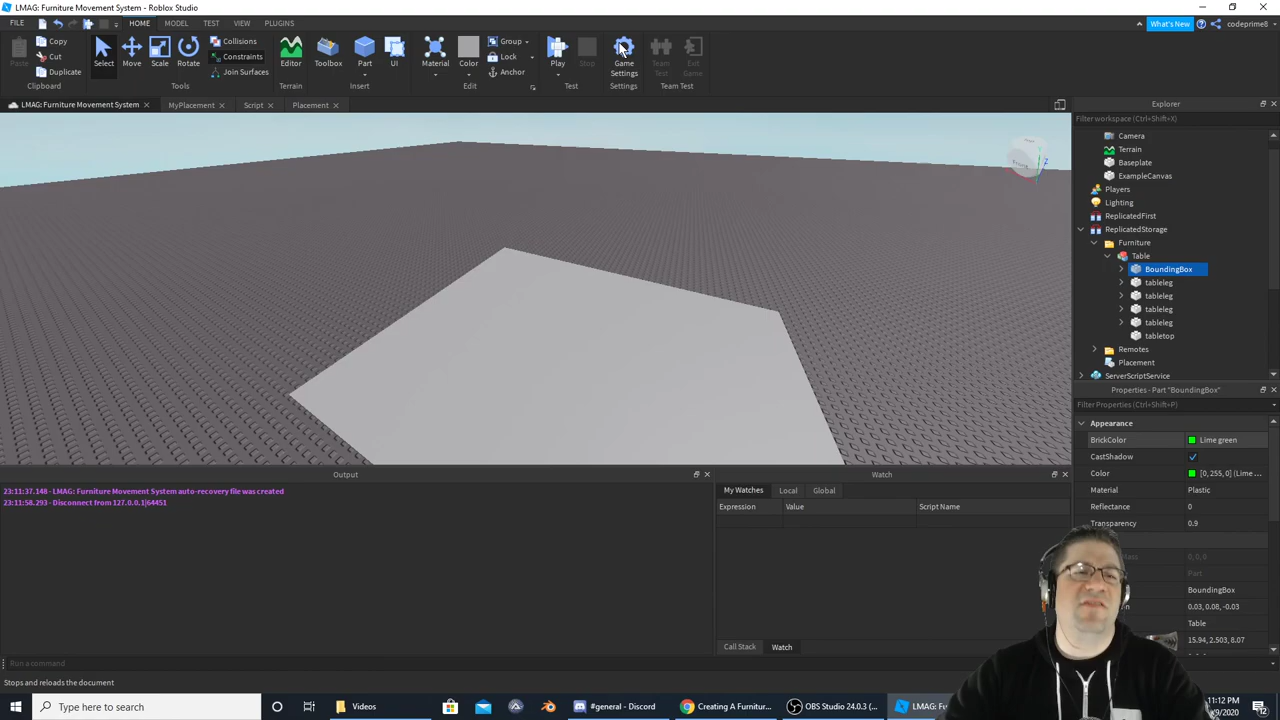 LMAG: Furniture Movement System - Roblox Studio
FILE
HOME
MODEL
TEST
VIEW
PLUGINS
What's New
codeprime8
Paste
Copy
Cut
Duplicate
Clipboard
Select
Move
Scale
Rotate
Collisions
Constraints
Join Surfaces
Tools
Editor
Terrain
Toolbox
Part
UI
Insert
Material
Color
Group
Lock
Anchor
Edit
Play
Stop
Test
Game
Settings
Settings
Team
Test
Exit
Game
Team Test
LMAG: Furniture Movement System
MyPlacement
Script
Placement
Explorer
Filter workspace (Ctrl+Shift+X)
Camera
Terrain
Baseplate
ExampleCanvas
Players
Lighting
ReplicatedFirst
ReplicatedStorage
Furniture
Table
BoundingBox
tableleg
tableleg
tableleg
tableleg
tabletop
Remotes
Placement
ServerScriptService
Properties - Part "BoundingBox"
Filter Properties (Ctrl+Shift+P)
Appearance
BrickColor Lime green
CastShadow
Color [0, 255, 0] (Lime ...
Material Plastic
Reflectance 0
Transparency 0.9
0, 0, 0
Part
BoundingBox
0.03, 0.08, -0.03
Table
15.94, 2.503, 8.07
Output
23:11:37.148 - LMAG: Furniture Movement System auto-recovery file was created
23:11:58.293 - Disconnect from 127.0.0.1|64451
Watch
My Watches
Local
Global
Expression
Value
Script Name
Call Stack
Watch
Run a command
Stops and reloads the document
Type here to search
Videos
#general - Discord
Creating A Furnitur...
OBS Studio 24.0.3 (...
LMAG: Fu
11:12 PM